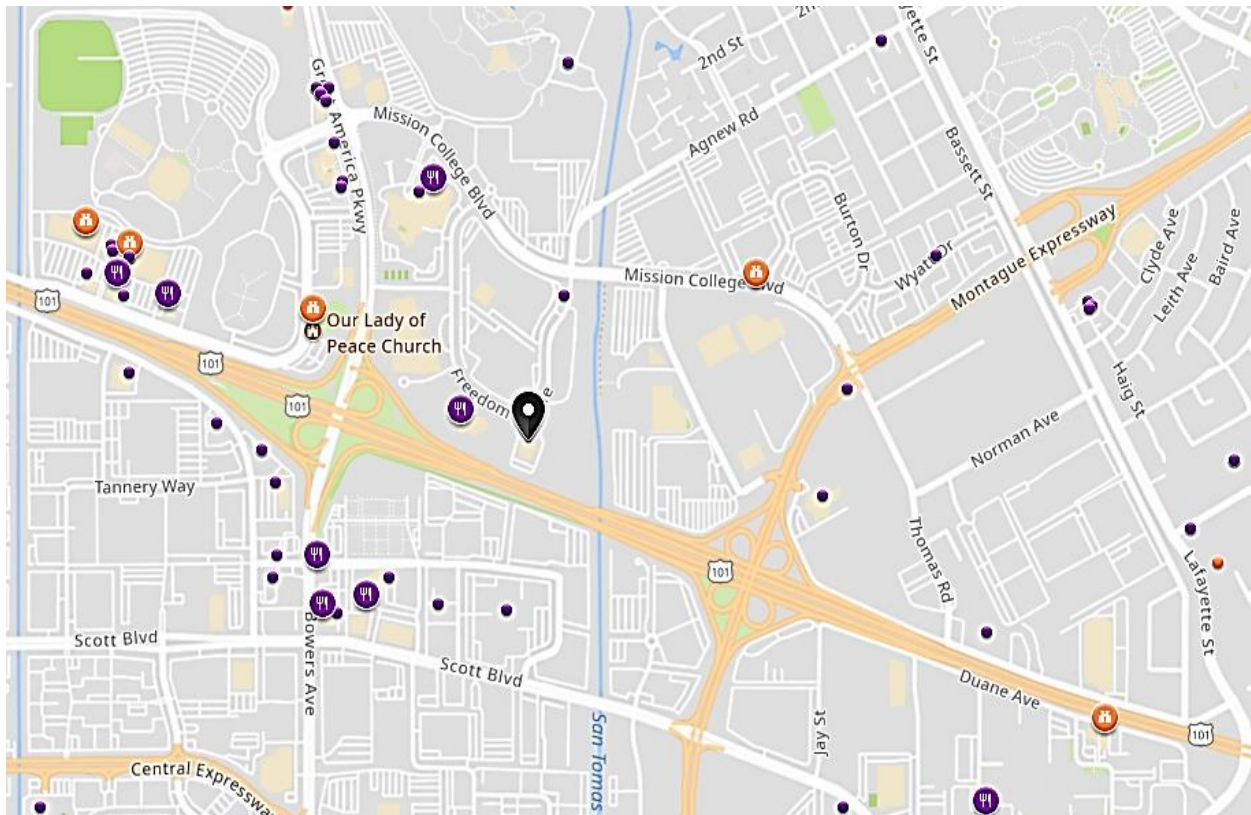 2nd St
Agnew Rd
Mission College Blvd
Bassett St
America Pkwy
Burton Dr
Clyde Ave
Baird Ave
Wyatt Dr
Montague Expressway
Leith Ave
Mission College Blvd
101
Our Lady of
Peace Church
101
101
Freedom
Haig St
Norman Ave
Tannery Way
Thomas Rd
101
Lafayette St
Bowers Ave
Scott Blvd
Scott Blvd
Duane Ave
Jay St
San Tomas
101
Central Expressway